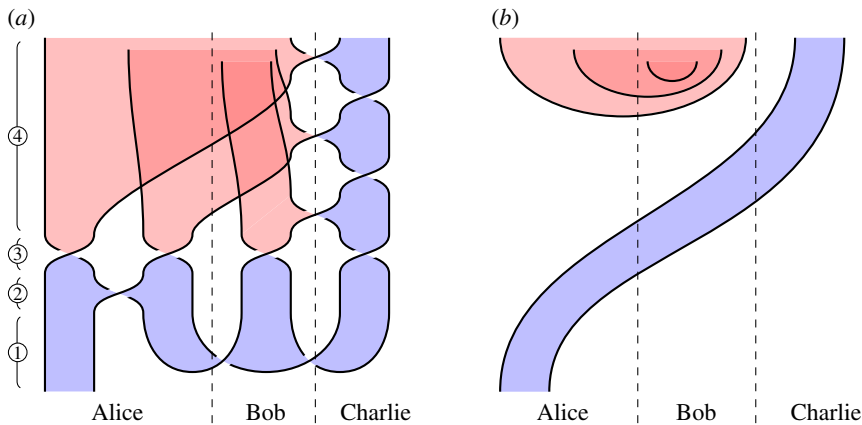 (a)
(b)
④
③
②
①
Alice
Bob
Charlie
Alice
Bob
Charlie